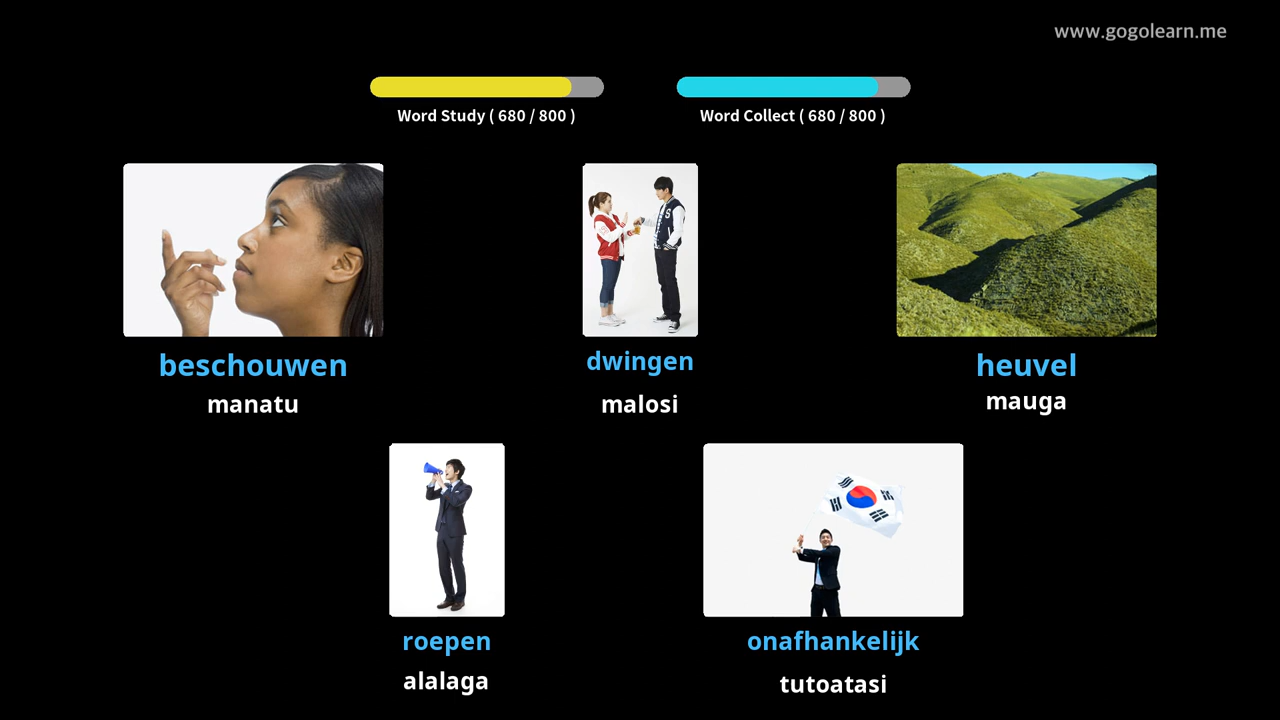 www.gogolearn.me
Word Study ( 680 / 800 )
Word Collect ( 680 / 800 )
beschouwen
manatu
dwingen
malosi
heuvel
mauga
roepen
alalaga
onafhankelijk
tutoatasi